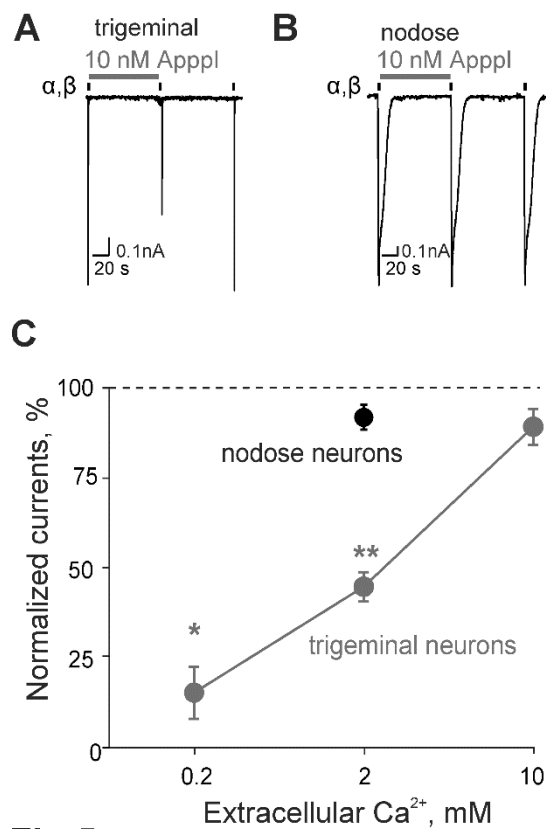 A
trigeminal
10 nM ApppI
α,β
0.1nA
20 s
B
nodose
10 nM ApppI
α,β
0.1nA
20 s
C
Normalized currents, %
100
75
50
25
0
nodose neurons
**
*
trigeminal neurons
0.2
2
10
Extracellular Ca²⁺, mM